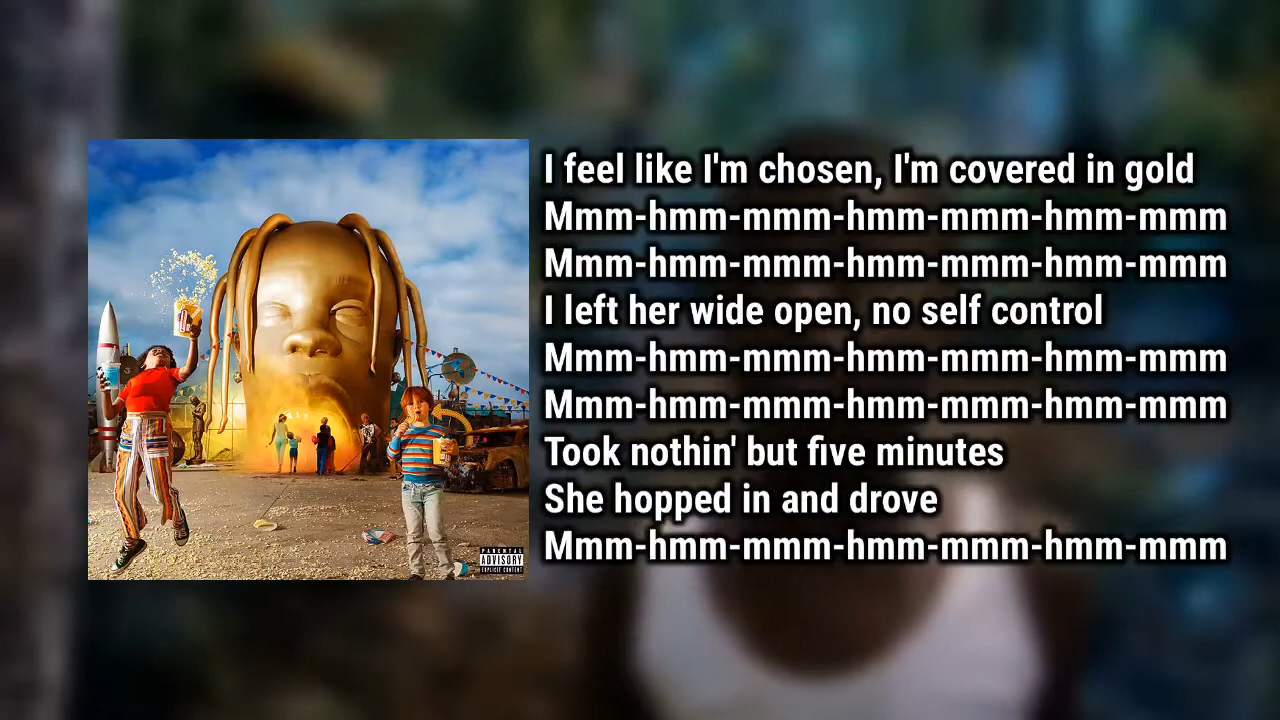 I feel like I'm chosen, I'm covered in gold
Mmm-hmm-mmm-hmm-mmm-hmm-mmm
Mmm-hmm-mmm-hmm-mmm-hmm-mmm
I left her wide open, no self control
Mmm-hmm-mmm-hmm-mmm-hmm-mmm
Mmm-hmm-mmm-hmm-mmm-hmm-mmm
Took nothin' but five minutes
She hopped in and drove
Mmm-hmm-mmm-hmm-mmm-hmm-mmm
PARENTAL
ADVISORY
EXPLICIT CONTENT